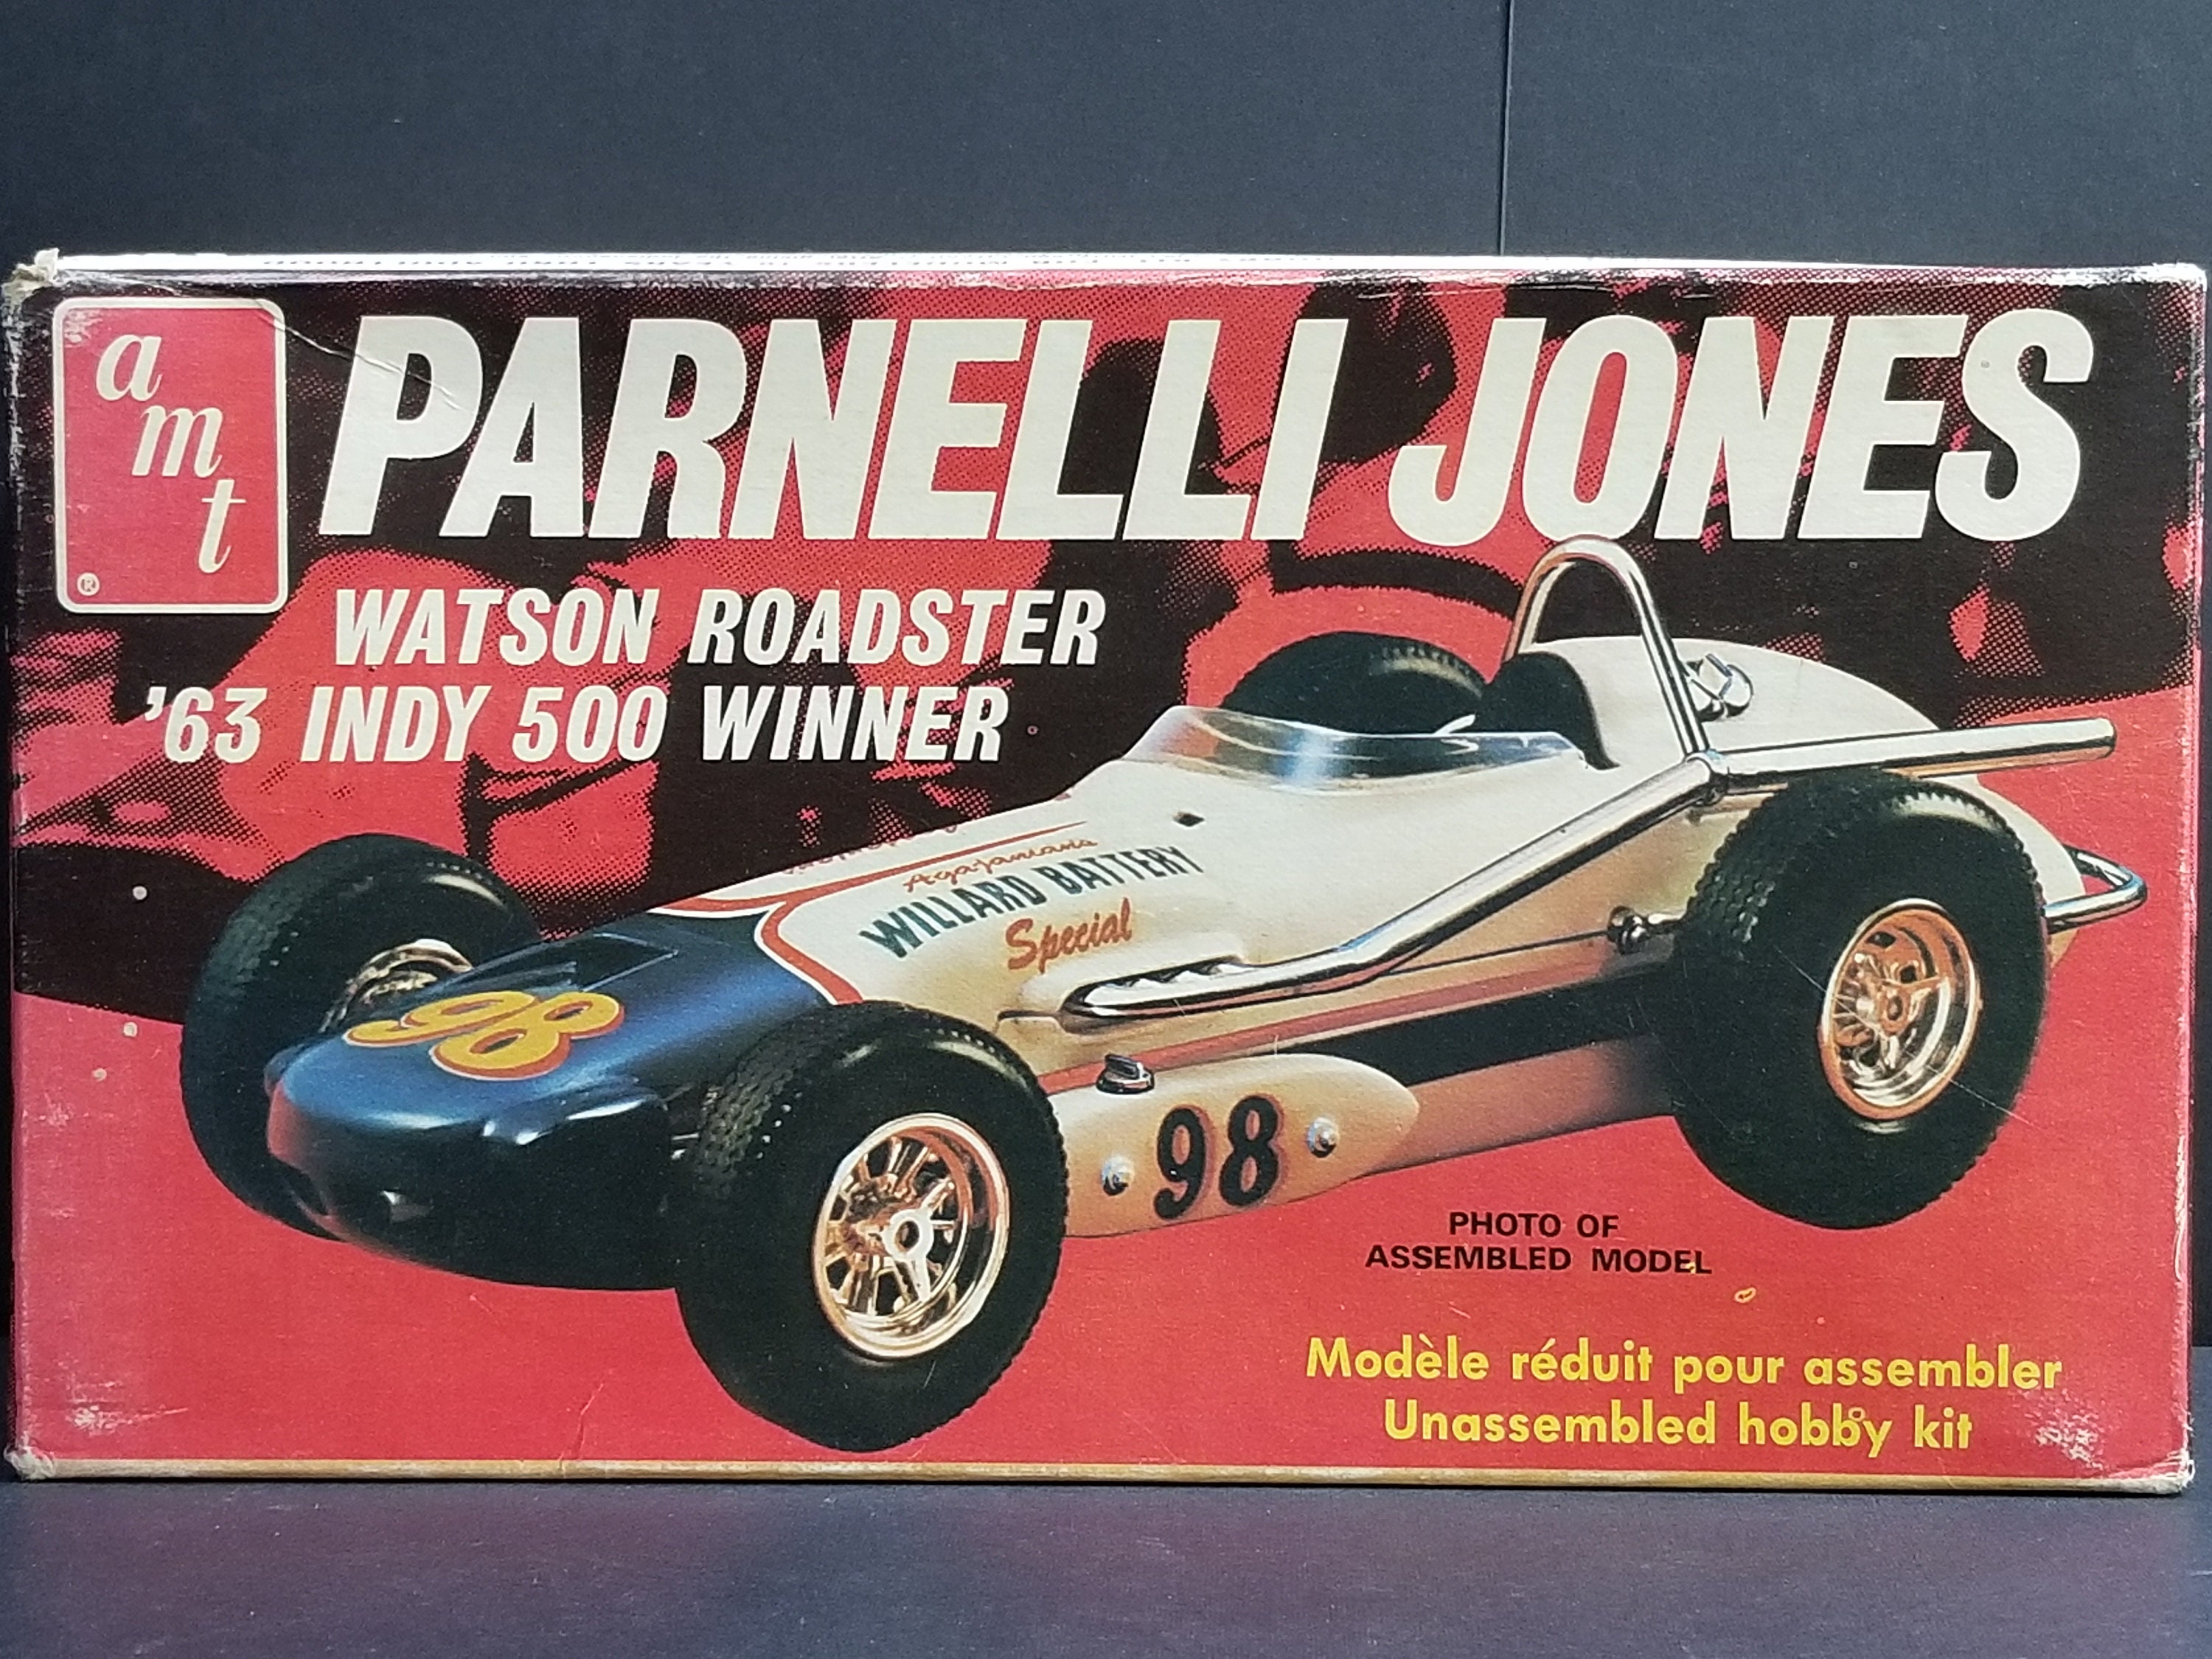 amt
®
PARNELLI JONES
WATSON ROADSTER
'63 INDY 500 WINNER
Agajanian's
WILLARD BATTERY
Special
98
98
PHOTO OF
ASSEMBLED MODEL
Modèle réduit pour assembler
Unassembled hobby kit